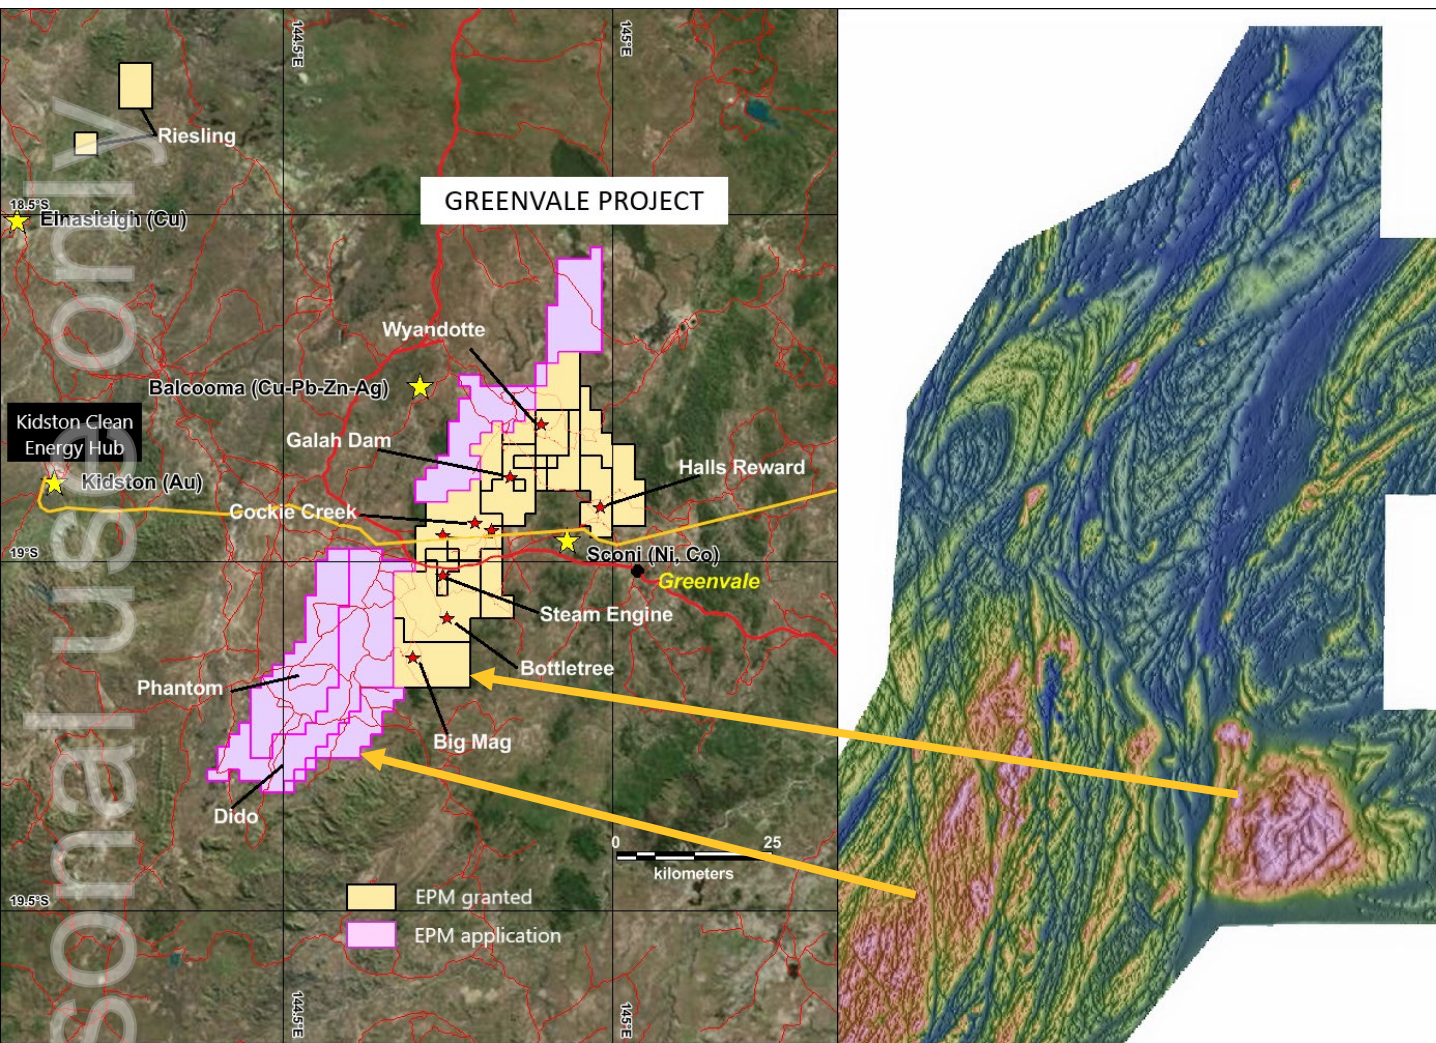 144.5°E
145°E
Riesling
18.5°S
Einasleigh (Cu)
GREENVALE PROJECT
Wyandotte
Balcooma (Cu-Pb-Zn-Ag)
Kidston Clean
Energy Hub
Galah Dam
Halls Reward
Kidston (Au)
Cockie Creek
19°S
Sconi (Ni, Co)
Greenvale
Steam Engine
Bottletree
Phantom
Big Mag
Dido
0 25
kilometers
19.5°S
EPM granted
EPM application
144.5°E
145°E
sonal use only